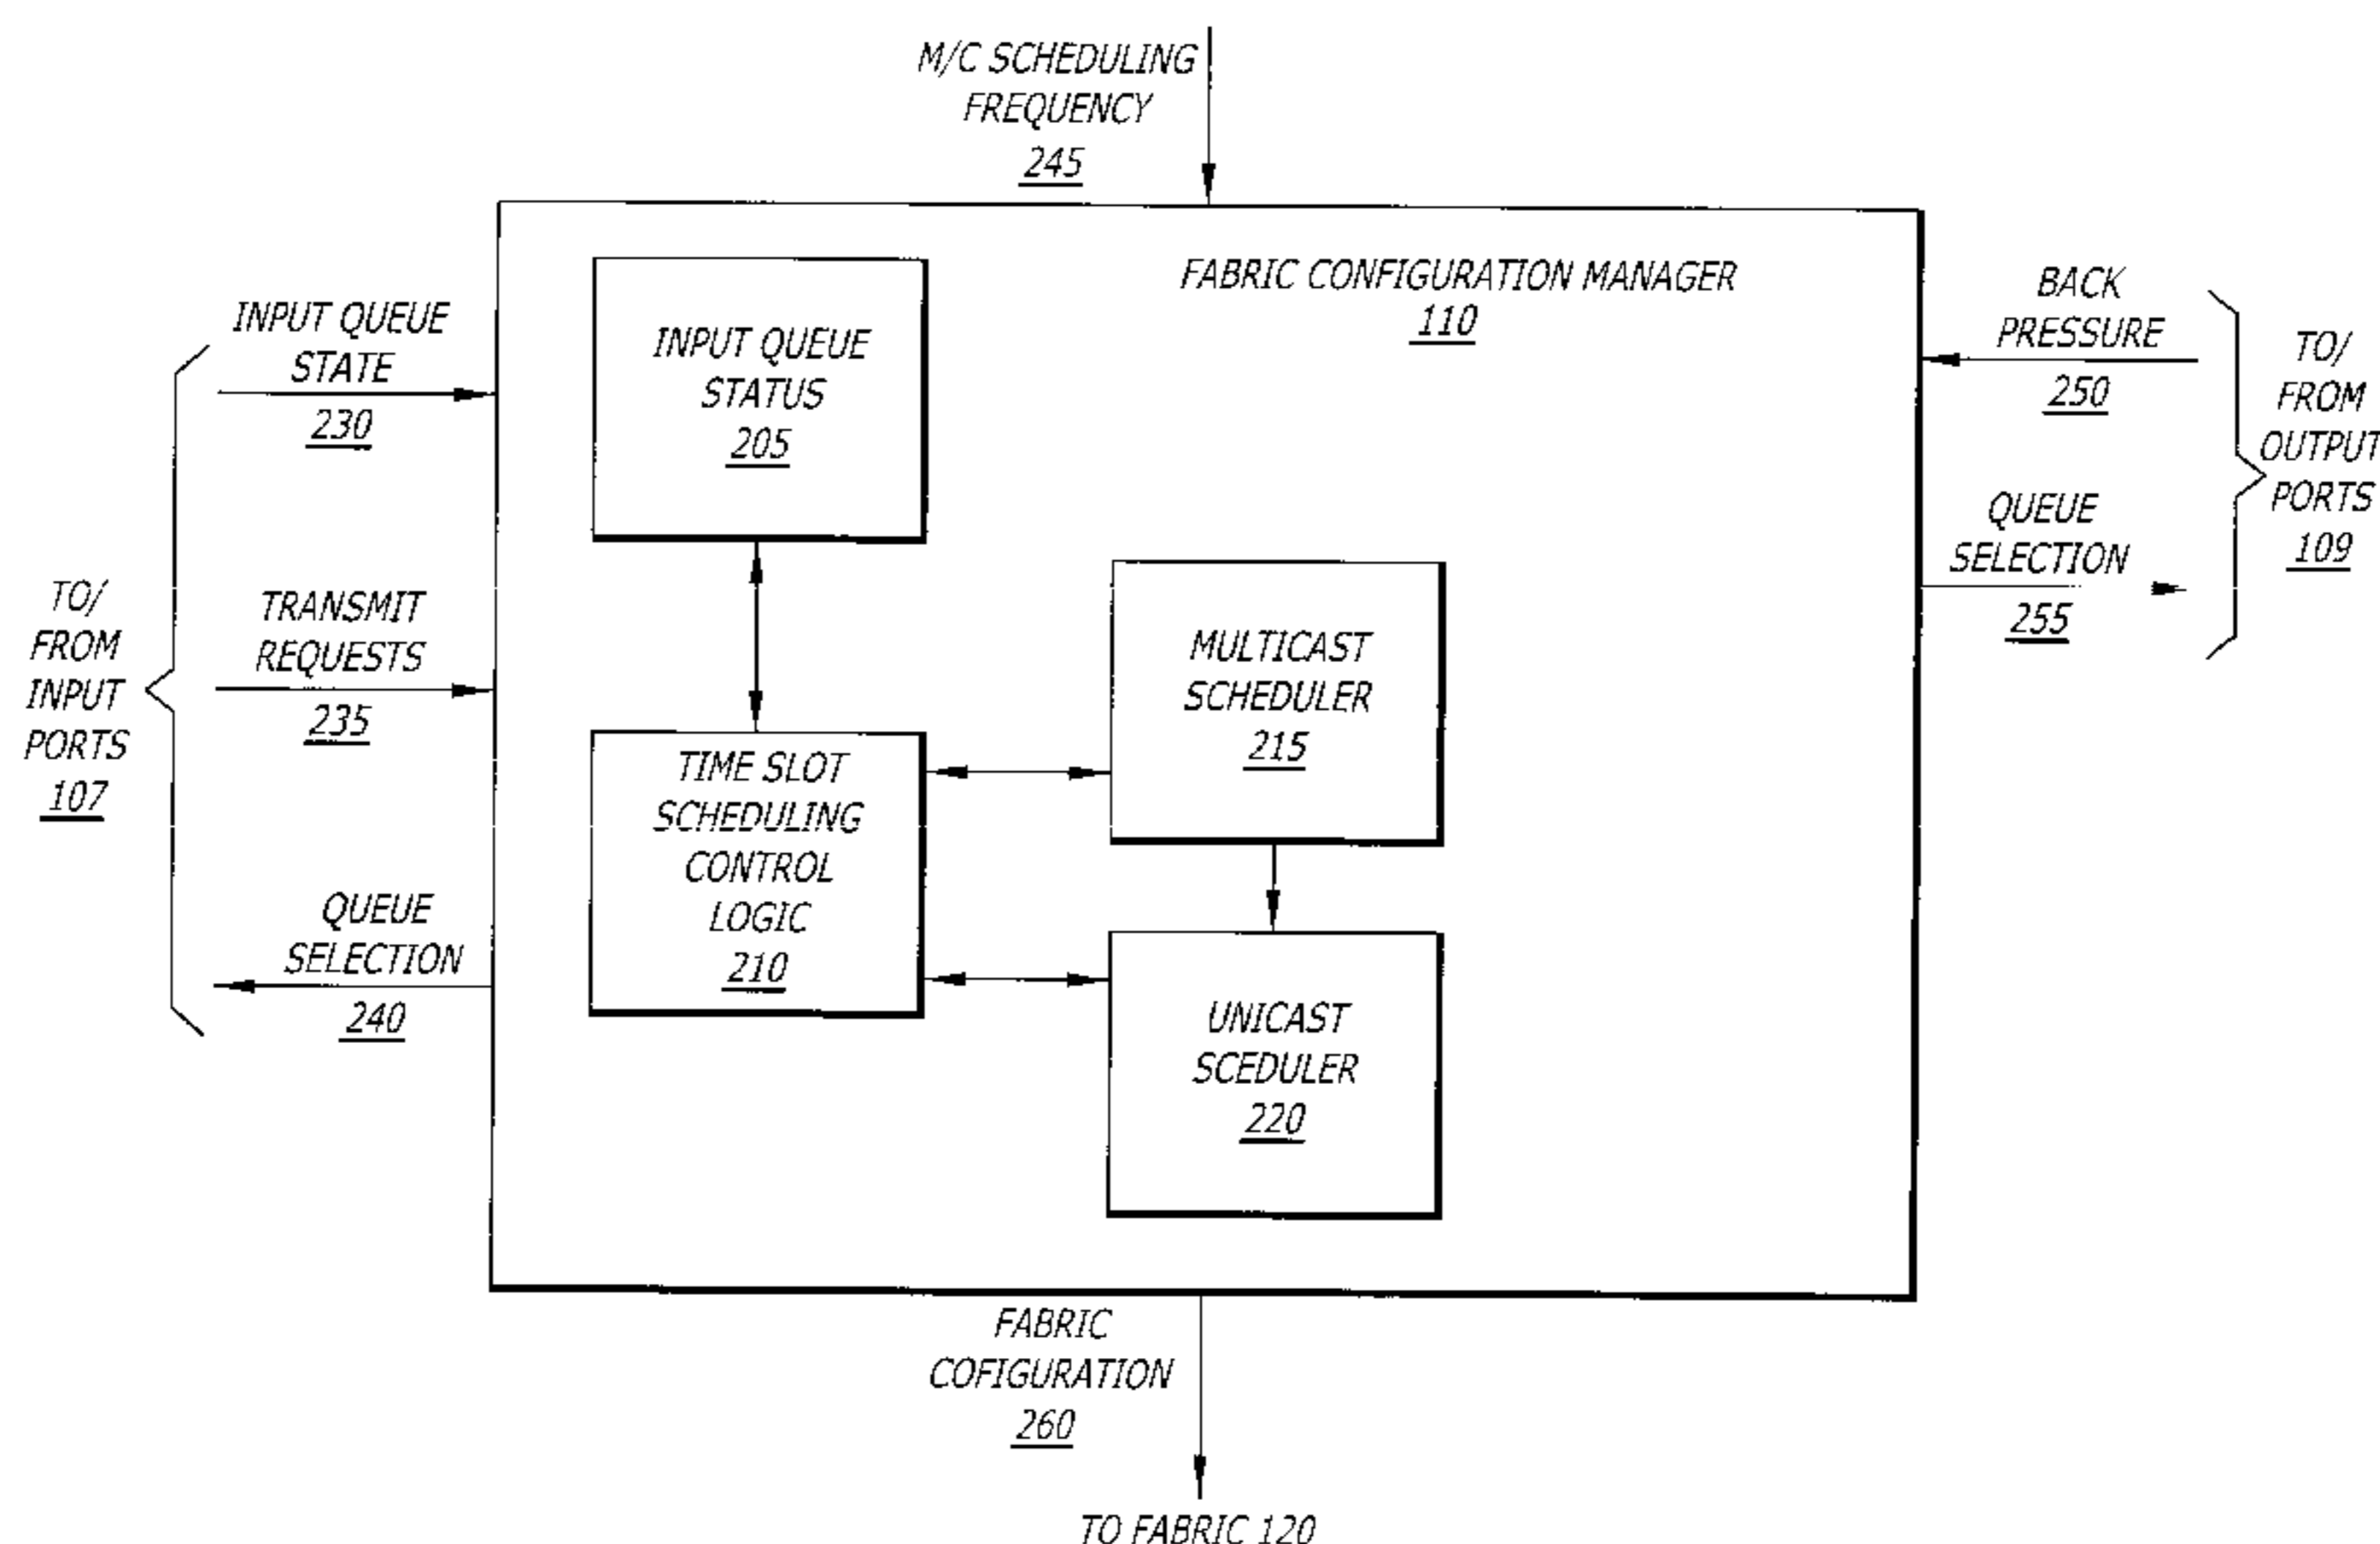 M/C SCHEDULING
FREQUENCY
245
FABRIC CONFIGURATION MANAGER
110
INPUT QUEUE
STATUS
205
INPUT QUEUE
STATE
230
TRANSMIT
REQUESTS
235
QUEUE
SELECTION
240
TO/
FROM
INPUT
PORTS
107
TIME SLOT
SCHEDULING
CONTROL
LOGIC
210
MULTICAST
SCHEDULER
215
UNICAST
SCEDULER
220
BACK
PRESSURE
250
QUEUE
SELECTION
255
TO/
FROM
OUTPUT
PORTS
109
FABRIC
COFIGURATION
260
TO FABRIC 120